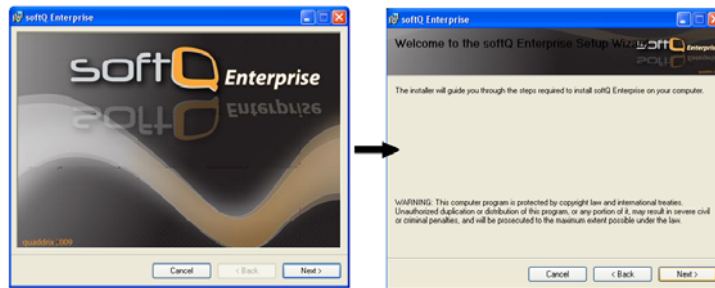 softQ Enterprise
softQ Enterprise
quaddrix .009
Cancel
< Back
Next >
softQ Enterprise
Welcome to the softQ Enterprise Setup Wizard
softQ Enterprise
The installer will guide you through the steps required to install softQ Enterprise on your computer.
WARNING: This computer program is protected by copyright law and international treaties.
Unauthorized duplication or distribution of this program, or any portion of it, may result in severe civil
or criminal penalties, and will be prosecuted to the maximum extent possible under the law.
Cancel
< Back
Next >